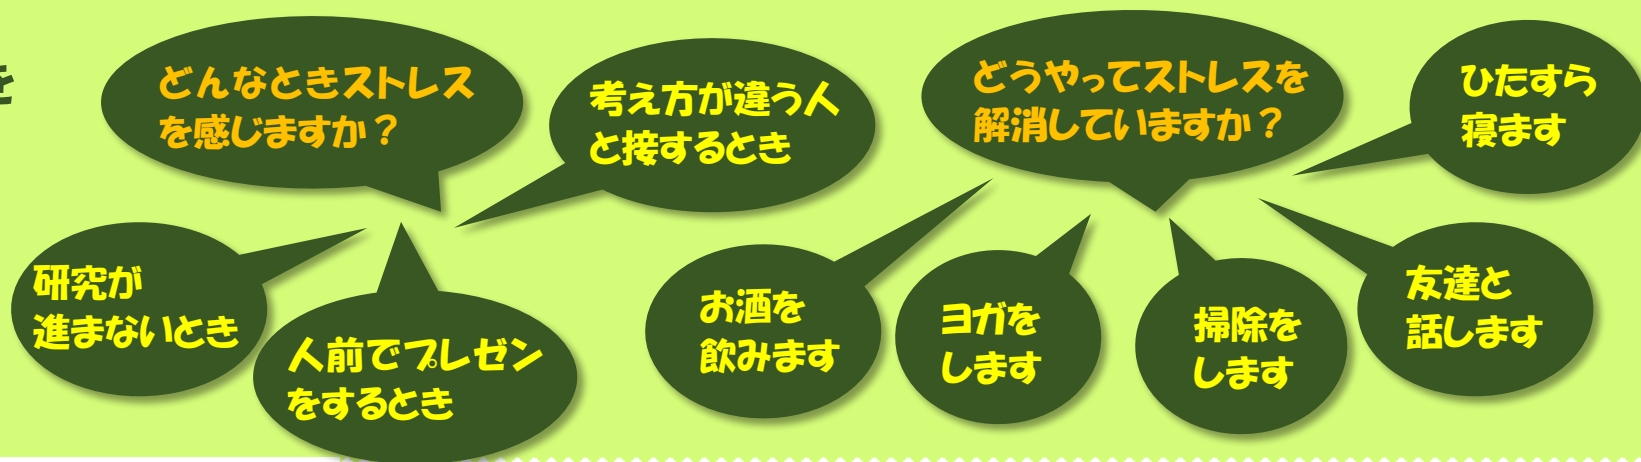 を
どんなときストレス
を感じますか？
考え方が違う人
と接するとき
研究が
進まないとき
人前でプレゼン
をするとき
どうやってストレスを
解消していますか？
ひたすら
寝ます
お酒を
飲みます
ヨガを
します
掃除を
します
友達と
話します